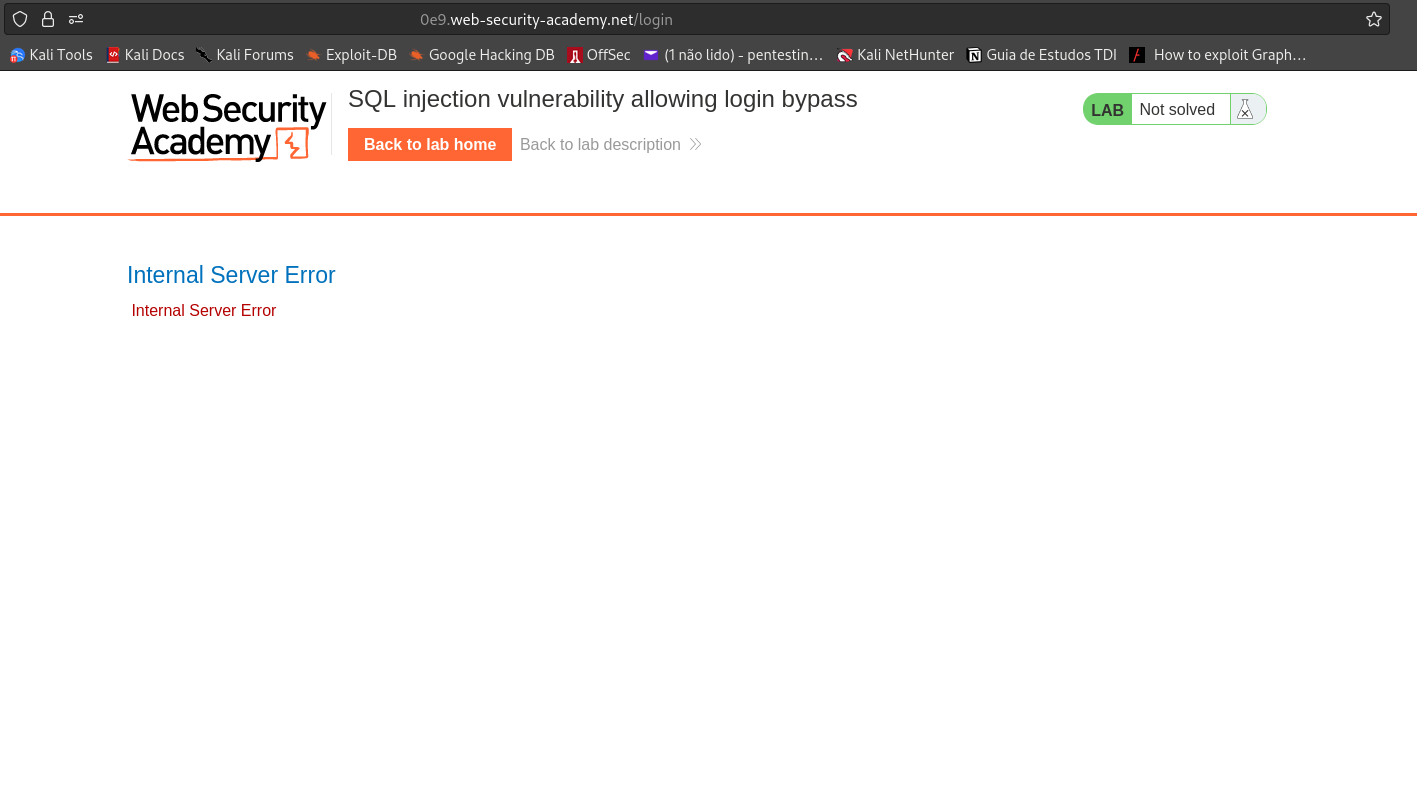 0e9.web-security-academy.net/login
Kali Tools Kali Docs Kali Forums Exploit-DB Google Hacking DB OffSec (1 não lido) - pentestin… Kali NetHunter Guia de Estudos TDI How to exploit Graph…
Web Security
Academy
SQL injection vulnerability allowing login bypass
Back to lab home Back to lab description
LAB Not solved
Internal Server Error
Internal Server Error